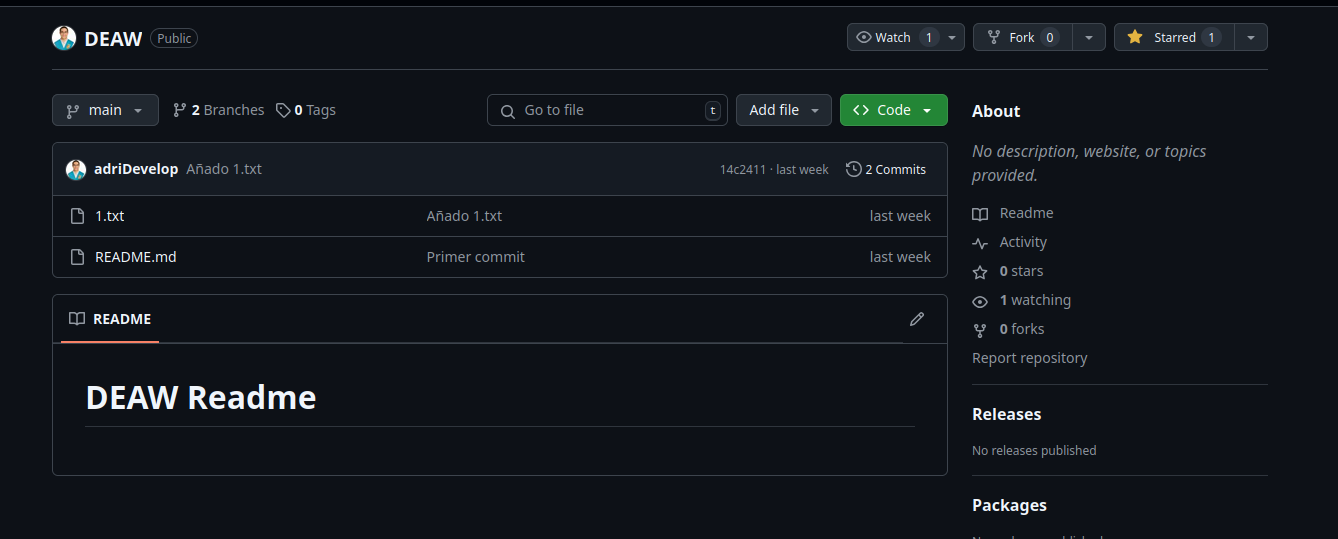 DEAW Public Watch 1 Fork 0 Starred 1
main 2 Branches 0 Tags Go to file t Add file Code
adriDevelop Añado 1.txt 14c2411 · last week 2 Commits
1.txt Añado 1.txt last week
README.md Primer commit last week
README
DEAW Readme
About
No description, website, or topics
provided.
Readme
Activity
0 stars
1 watching
0 forks
Report repository
Releases
No releases published
Packages